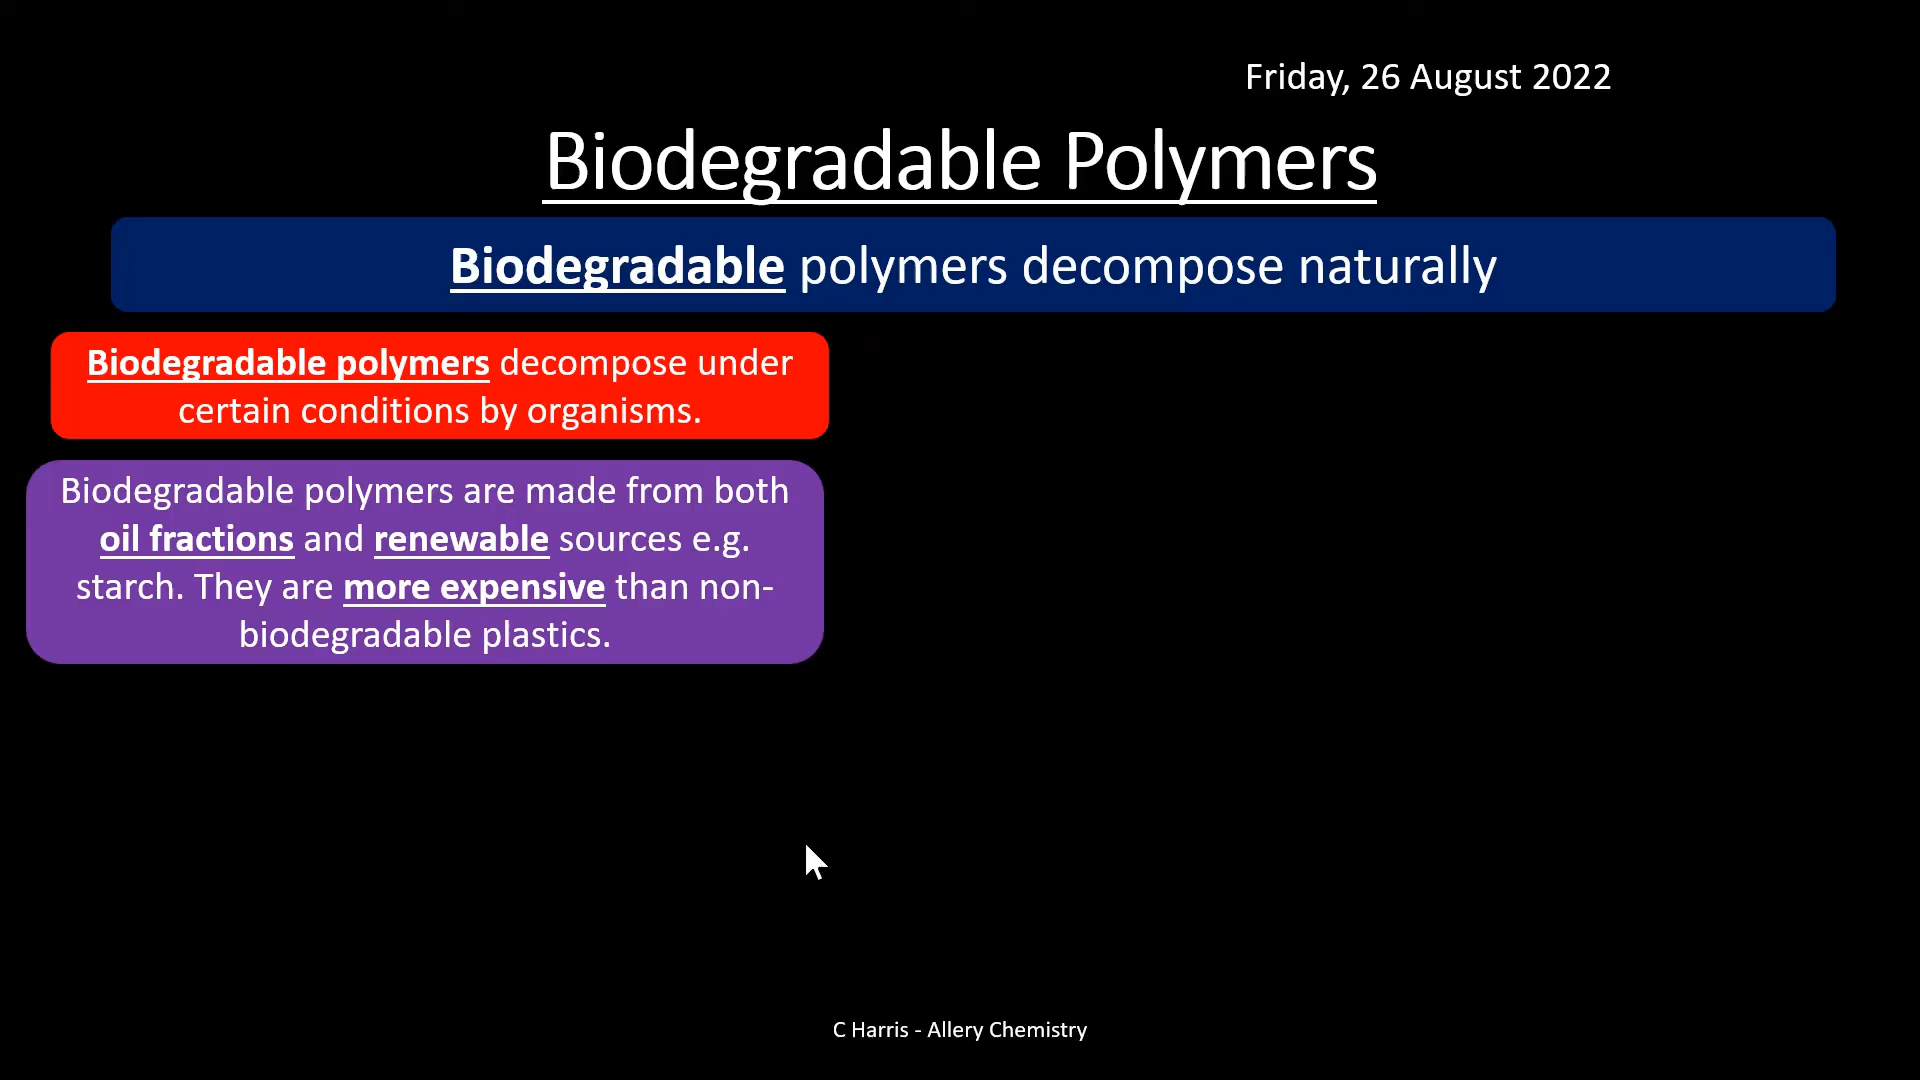 Friday, 26 August 2022
Biodegradable Polymers
Biodegradable polymers decompose naturally
Biodegradable polymers decompose under
certain conditions by organisms.
Biodegradable polymers are made from both
oil fractions and renewable sources e.g.
starch. They are more expensive than non-
biodegradable plastics.
C Harris - Allery Chemistry